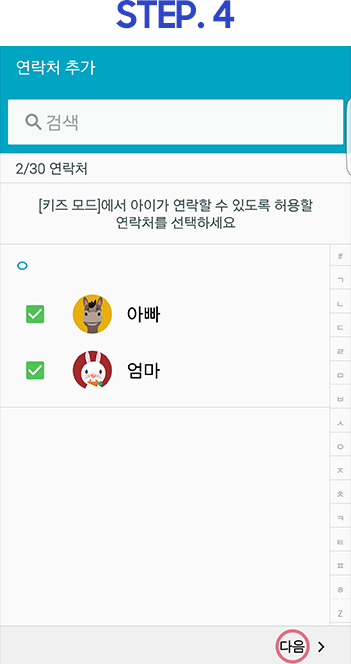 STEP. 4
연락처 추가
검색
2/30 연락처
[키즈 모드]에서 아이가 연락할 수 있도록 허용할
연락처를 선택하세요
ㅇ
아빠
엄마
#
ㄱ
ㄴ
ㄷ
ㄹ
ㅁ
ㅂ
ㅅ
ㅇ
ㅈ
ㅊ
ㅋ
ㅌ
ㅍ
ㅎ
Z
다음